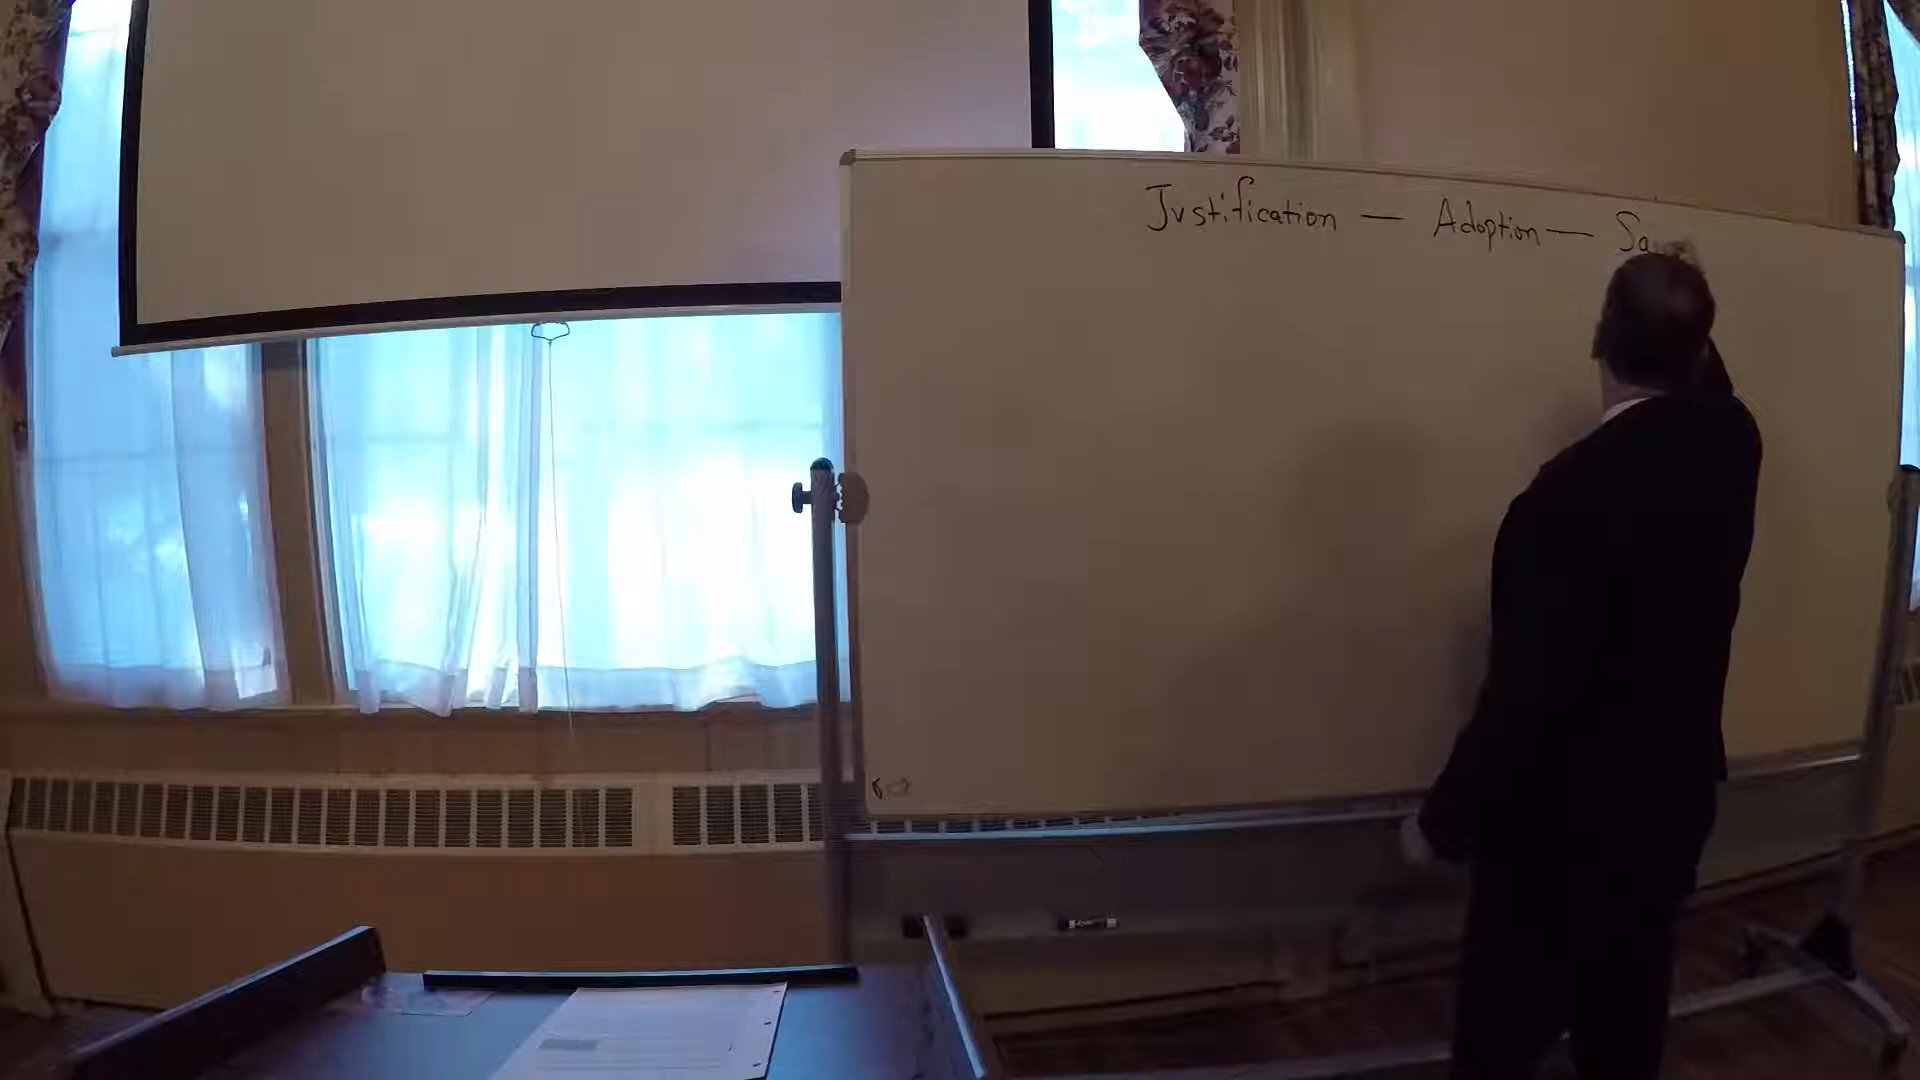 Justification — Adoption — Sa